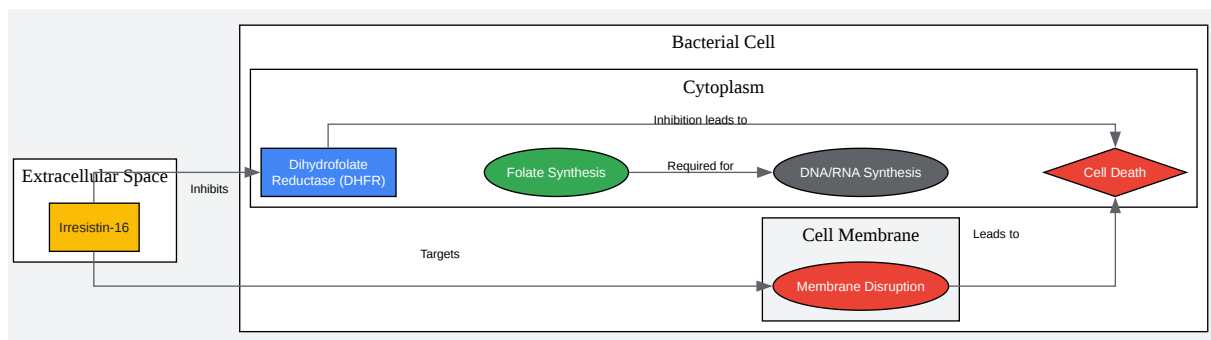 Bacterial Cell
Cytoplasm
Inhibition leads to
Dihydrofolate
Reductase (DHFR)
Folate Synthesis
Required for
DNA/RNA Synthesis
Cell Death
Extracellular Space
Inhibits
Irresistin-16
Cell Membrane
Leads to
Targets
Membrane Disruption